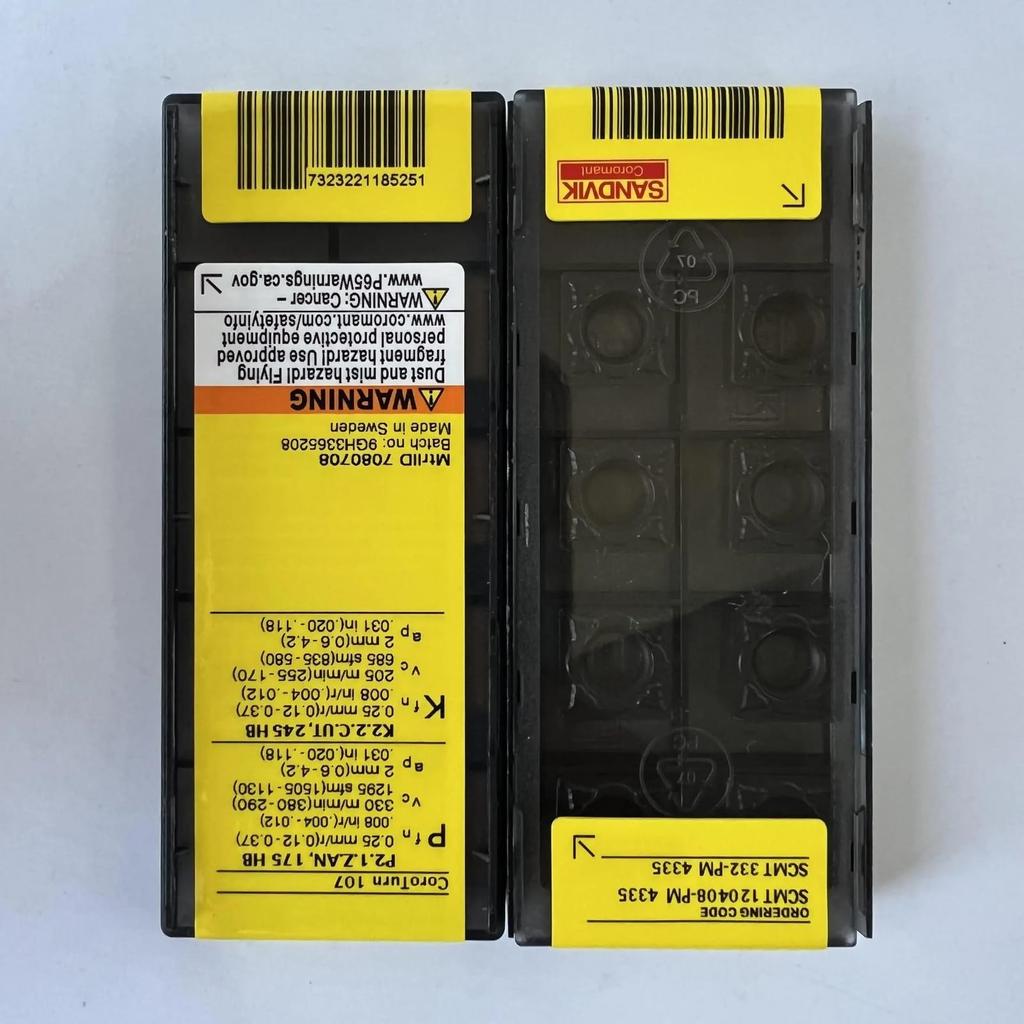 7323221185251
CoroTurn 107
P2.1.Z.AN, 175 HB
P fn 0.25 mm/r(0.12-0.37)
.008 in/r(.004-.012)
vc 330 m/min(380-290)
1295 sfm(1505-1130)
ap 2 mm(0.6-4.2)
.031 in(.020-.118)
K2.2.C.UT, 245 HB
K fn 0.25 mm/r(0.12-0.37)
.008 in/r(.004-.012)
vc 205 m/min(255-170)
685 sfm(835-580)
ap 2 mm(0.6-4.2)
.031 in(.020-.118)
MtrlID 7080708
Batch no: 9GH3365208
Made in Sweden
WARNING
Dust and mist hazard! Flying
fragment hazard! Use approved
personal protective equipment
www.coromant.com/safetyinfo
WARNING: Cancer –
www.P65Warnings.ca.gov
ORDERING CODE
SCMT 120408-PM 4335
SCMT 332-PM 4335
07
PC
PC
07
SANDVIK
Coromant